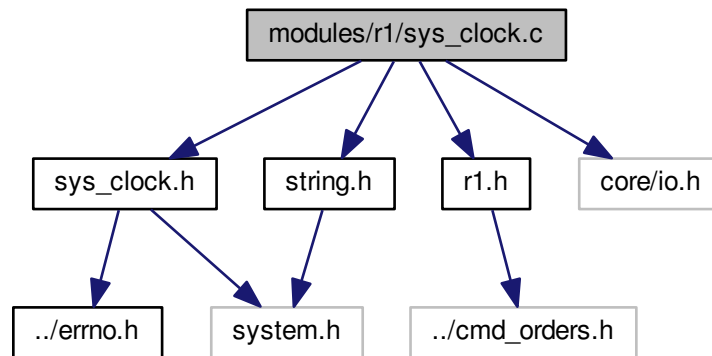 modules/r1/sys_clock.c
sys_clock.h
string.h
r1.h
core/io.h
../errno.h
system.h
../cmd_orders.h